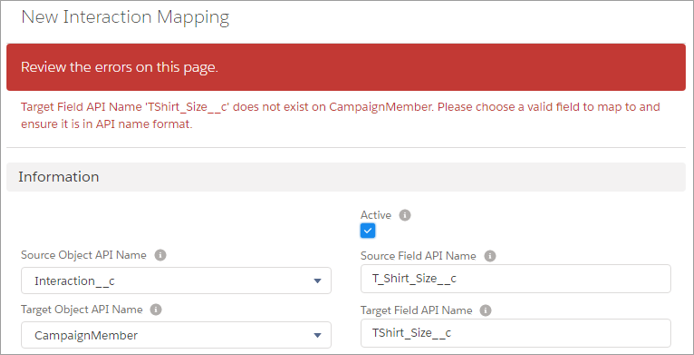 New Interaction Mapping
Review the errors on this page.
Target Field API Name 'TShirt_Size__c' does not exist on CampaignMember. Please choose a valid field to map to and
ensure it is in API name format.
Information
Active
Source Object API Name
Source Field API Name
Interaction__c
T_Shirt_Size__c
Target Object API Name
Target Field API Name
CampaignMember
TShirt_Size__c